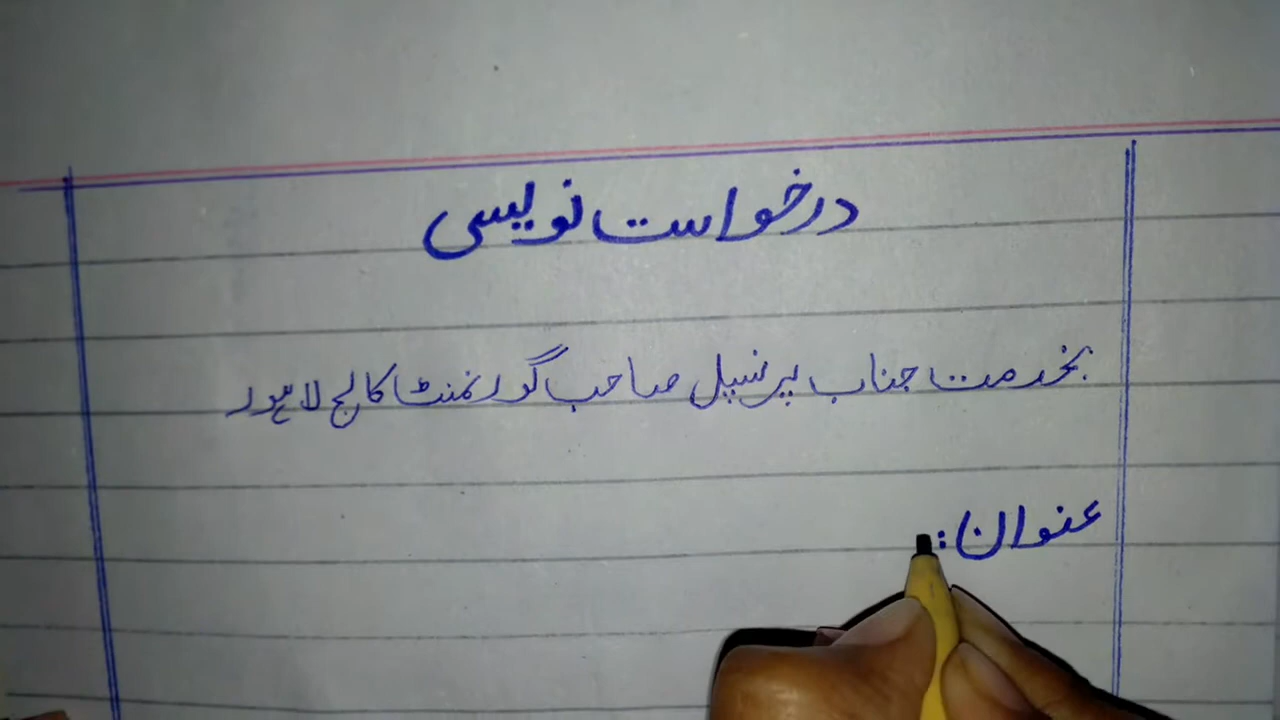 درخواست نویسی
بخدمت جناب پرنسپل صاحب گورنمنٹ کالج لاہور
عنوان: